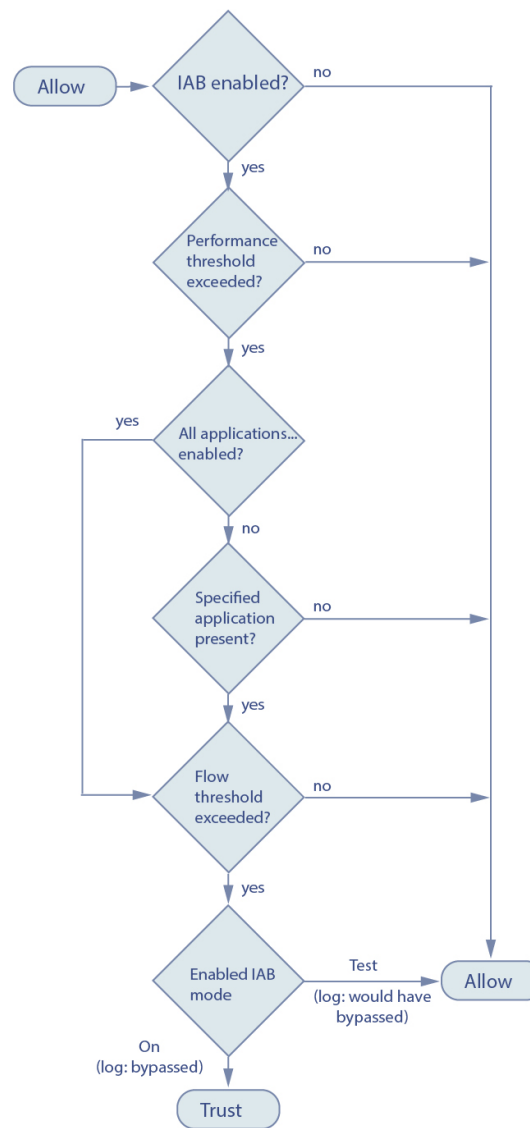 Allow
IAB enabled?
no
yes
Performance
threshold
exceeded?
no
yes
yes
All applications...
enabled?
no
Specified
application
present?
no
yes
Flow
threshold
exceeded?
no
yes
Enabled IAB
mode
Test
(log: would have
bypassed)
Allow
On
(log: bypassed)
Trust